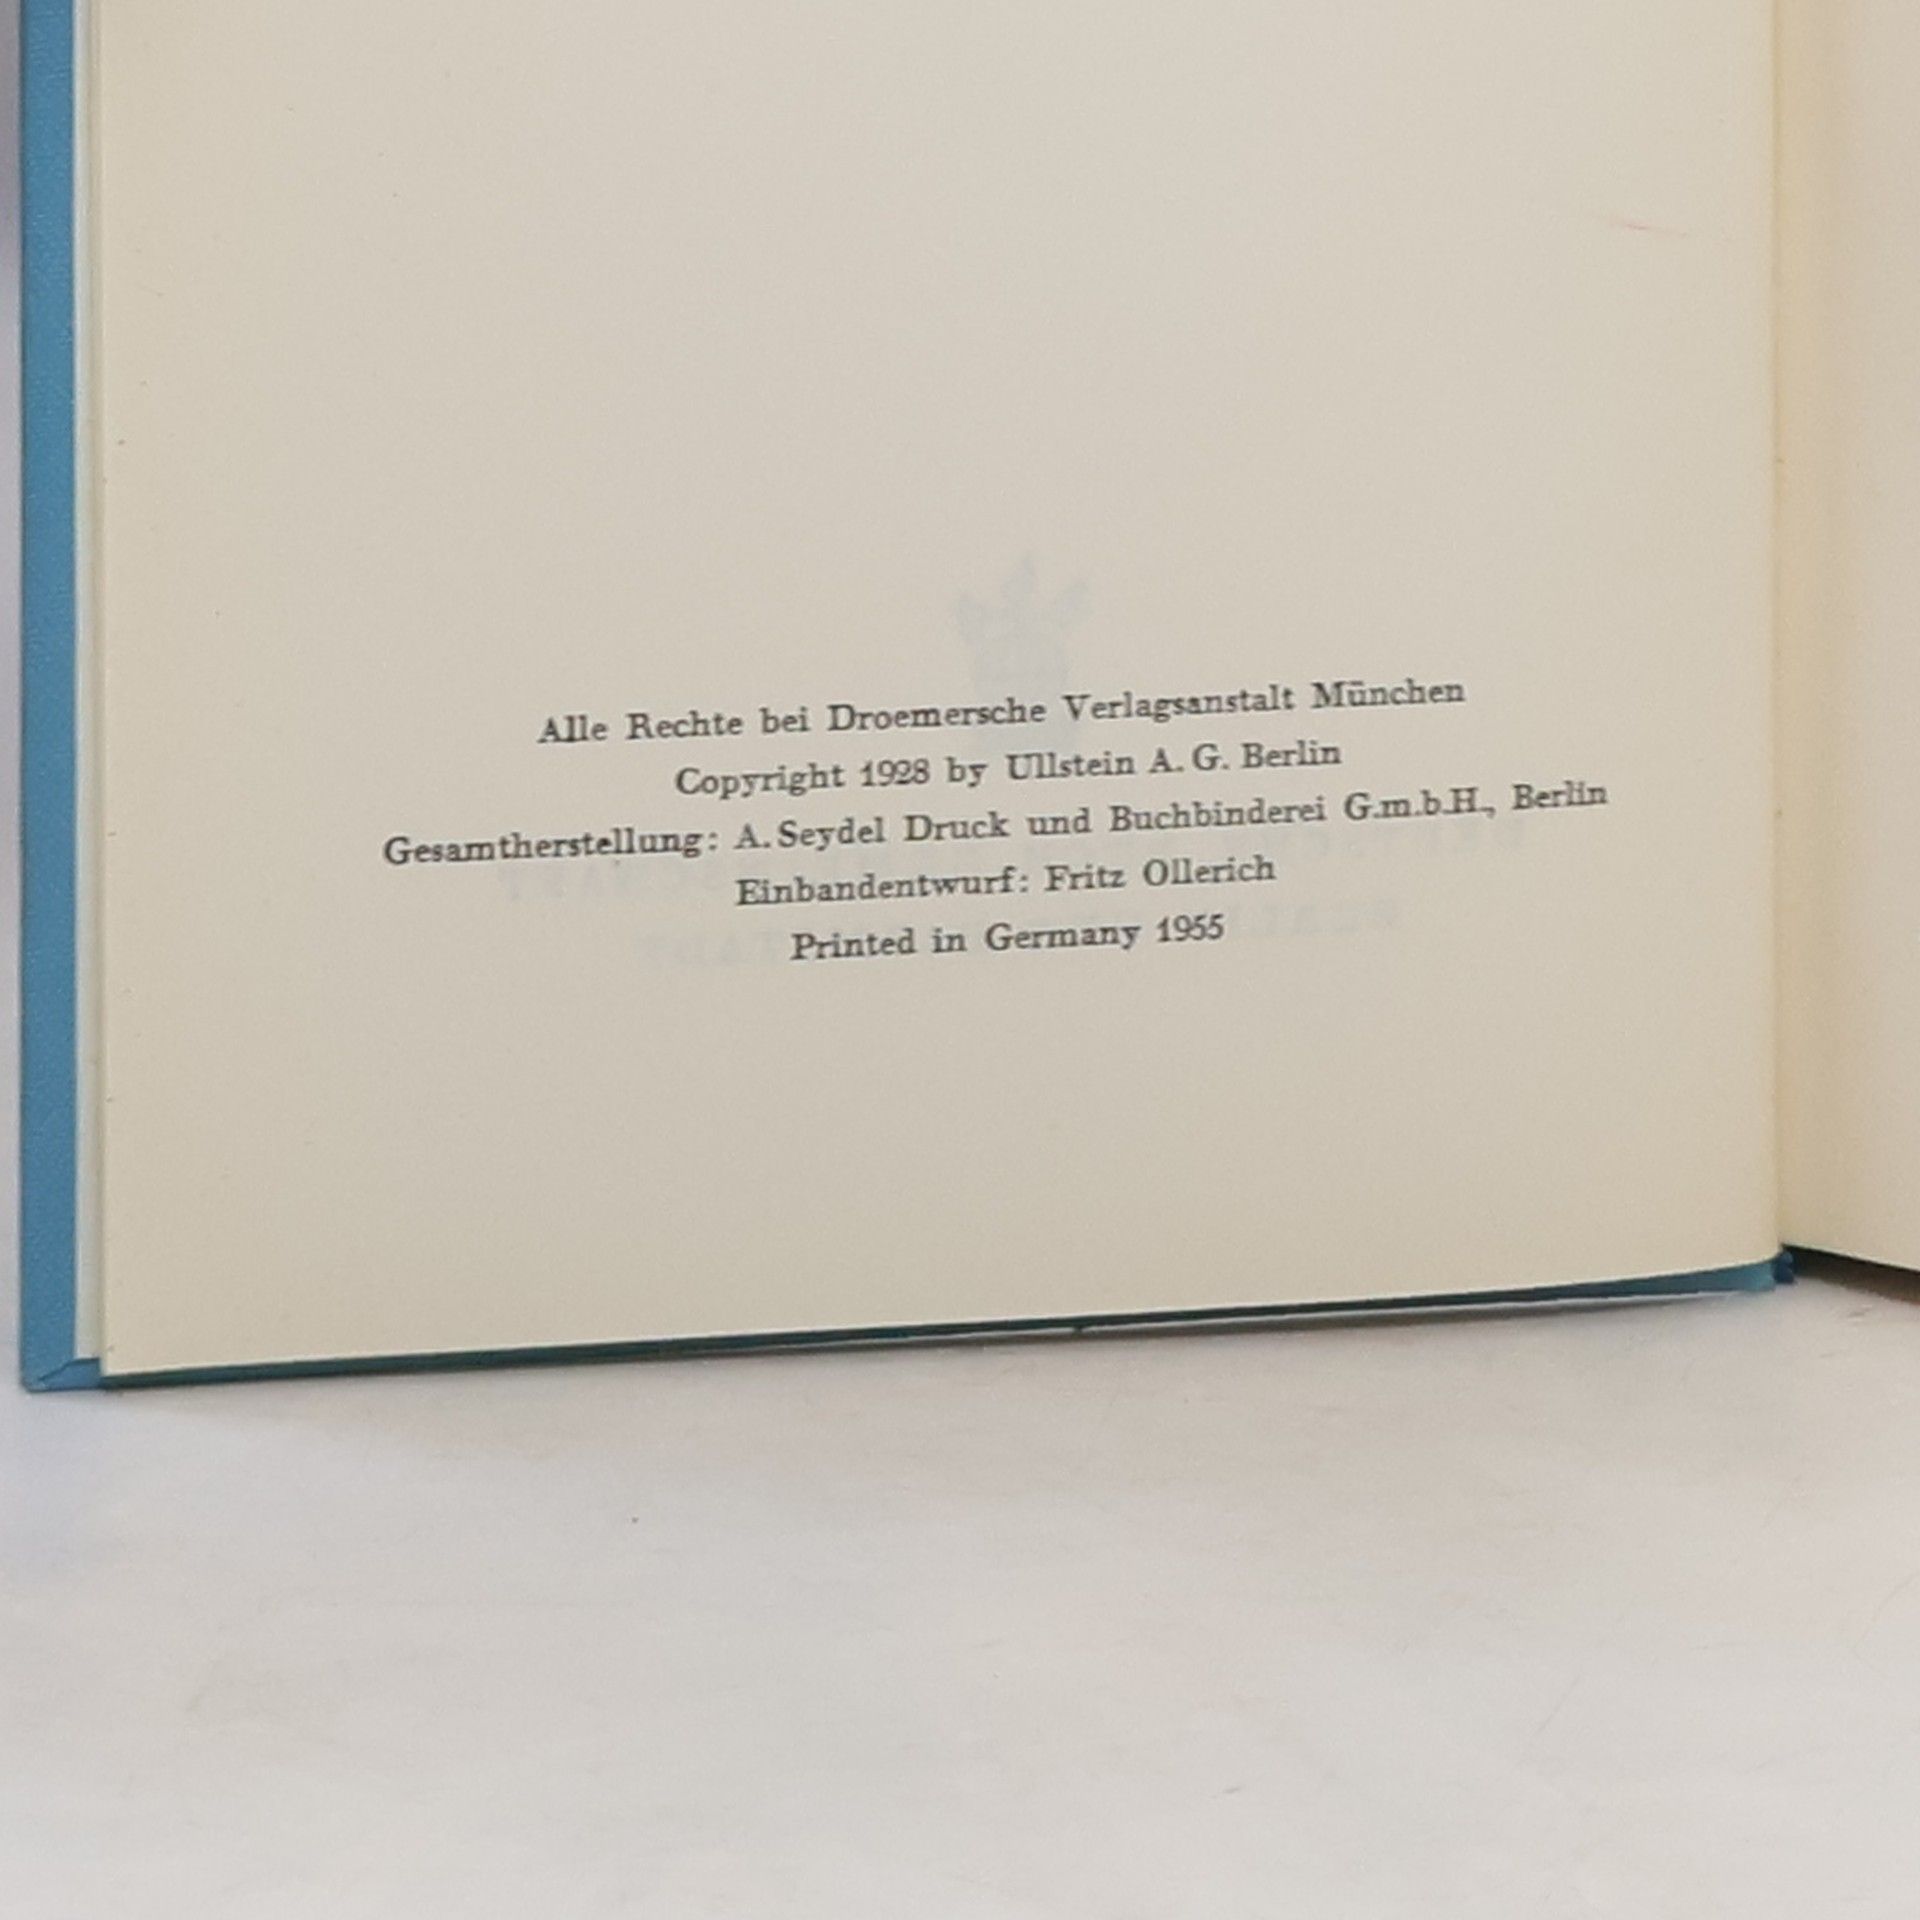 Alle Rechte bei Droemersche Verlagsanstalt München
Copyright 1928 by Ullstein A. G. Berlin
Gesamtherstellung: A. Seydel Druck und Buchbinderei G.m.b.H., Berlin
Einbandentwurf: Fritz Ollerich
Printed in Germany 1955